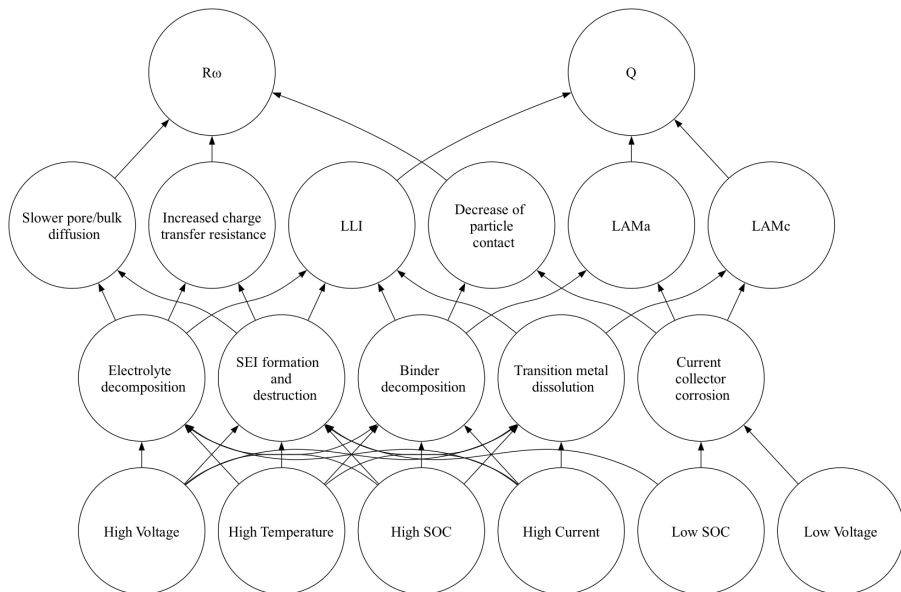 Rω
Q
Slower pore/bulk
diffusion
Increased charge
transfer resistance
LLI
Decrease of
particle
contact
LAMa
LAMc
Electrolyte
decomposition
SEI formation
and
destruction
Binder
decomposition
Transition metal
dissolution
Current
collector
corrosion
High Voltage
High Temperature
High SOC
High Current
Low SOC
Low Voltage